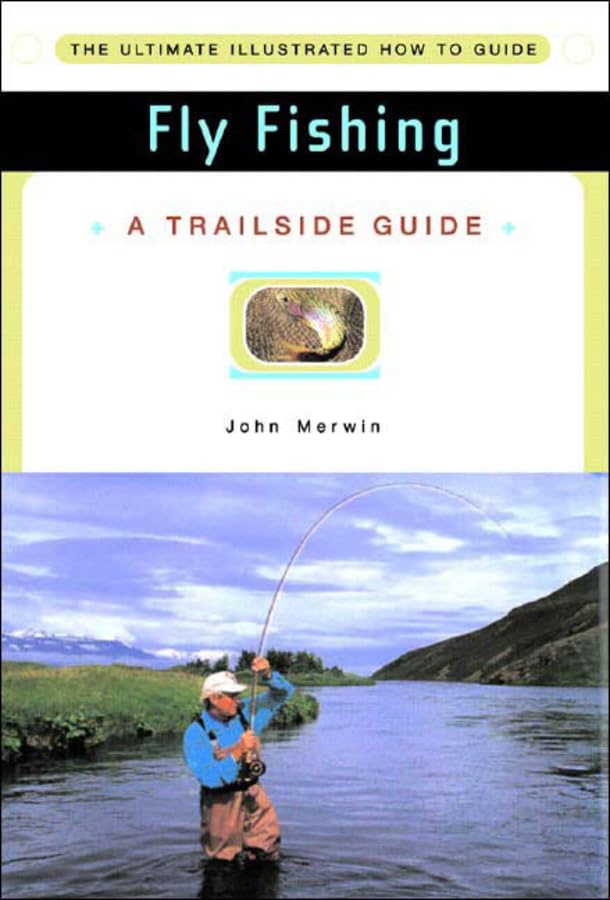 THE ULTIMATE ILLUSTRATED HOW TO GUIDE
Fly Fishing
A TRAILSIDE GUIDE
John Merwin